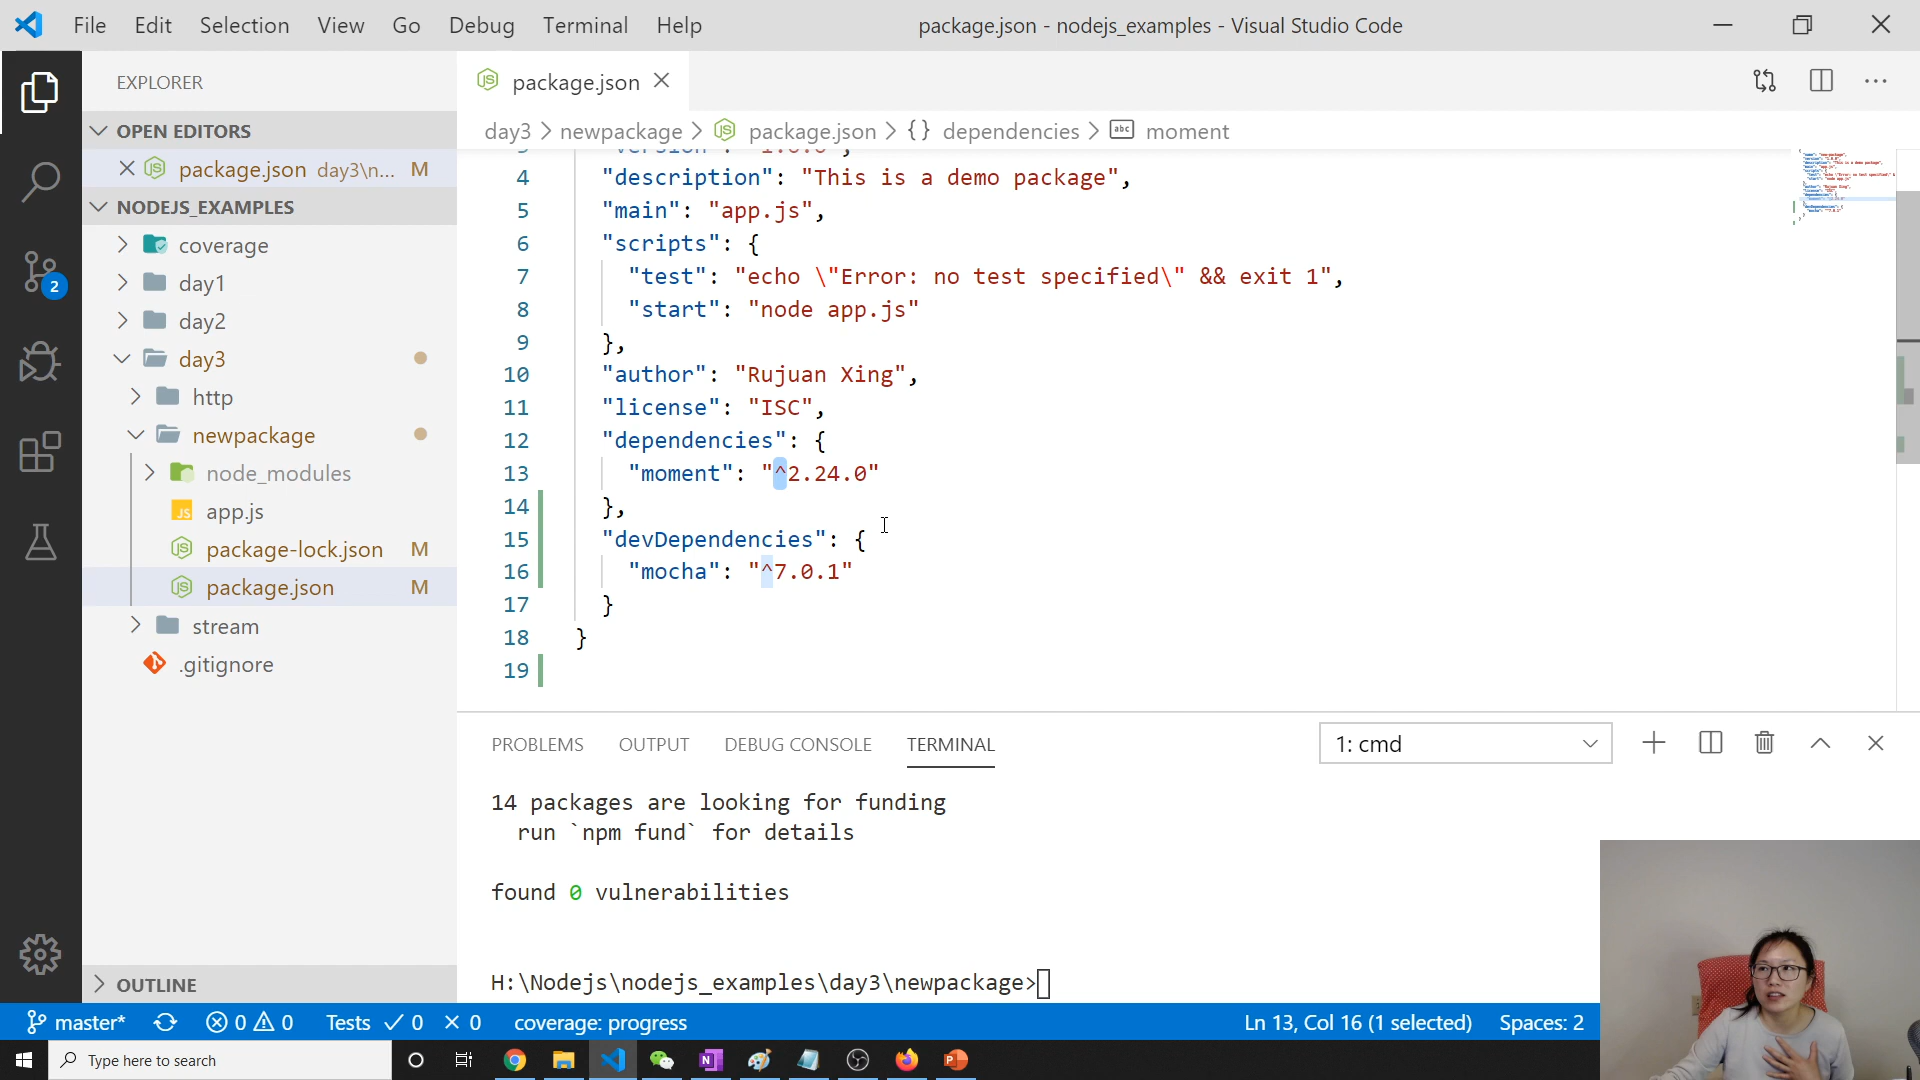 File Edit Selection View Go Debug Terminal Help
package.json - nodejs_examples - Visual Studio Code
EXPLORER
OPEN EDITORS
package.json day3\n... M
NODEJS_EXAMPLES
coverage
day1
day2
day3
http
newpackage
node_modules
JS app.js
package-lock.json M
package.json M
stream
.gitignore
OUTLINE
2
package.json
day3 > newpackage > package.json > {} dependencies > abc moment
4 "description": "This is a demo package",
5 "main": "app.js",
6 "scripts": {
7 "test": "echo \"Error: no test specified\" && exit 1",
8 "start": "node app.js"
9 },
10 "author": "Rujuan Xing",
11 "license": "ISC",
12 "dependencies": {
13 "moment": "^2.24.0"
14 },
15 "devDependencies": {
16 "mocha": "^7.0.1"
17 }
18 }
19
PROBLEMS OUTPUT DEBUG CONSOLE TERMINAL
1: cmd
14 packages are looking for funding
run `npm fund` for details
found 0 vulnerabilities
H:\Nodejs\nodejs_examples\day3\newpackage>
master* 0 0 Tests 0 0 coverage: progress
Ln 13, Col 16 (1 selected) Spaces: 2
Type here to search